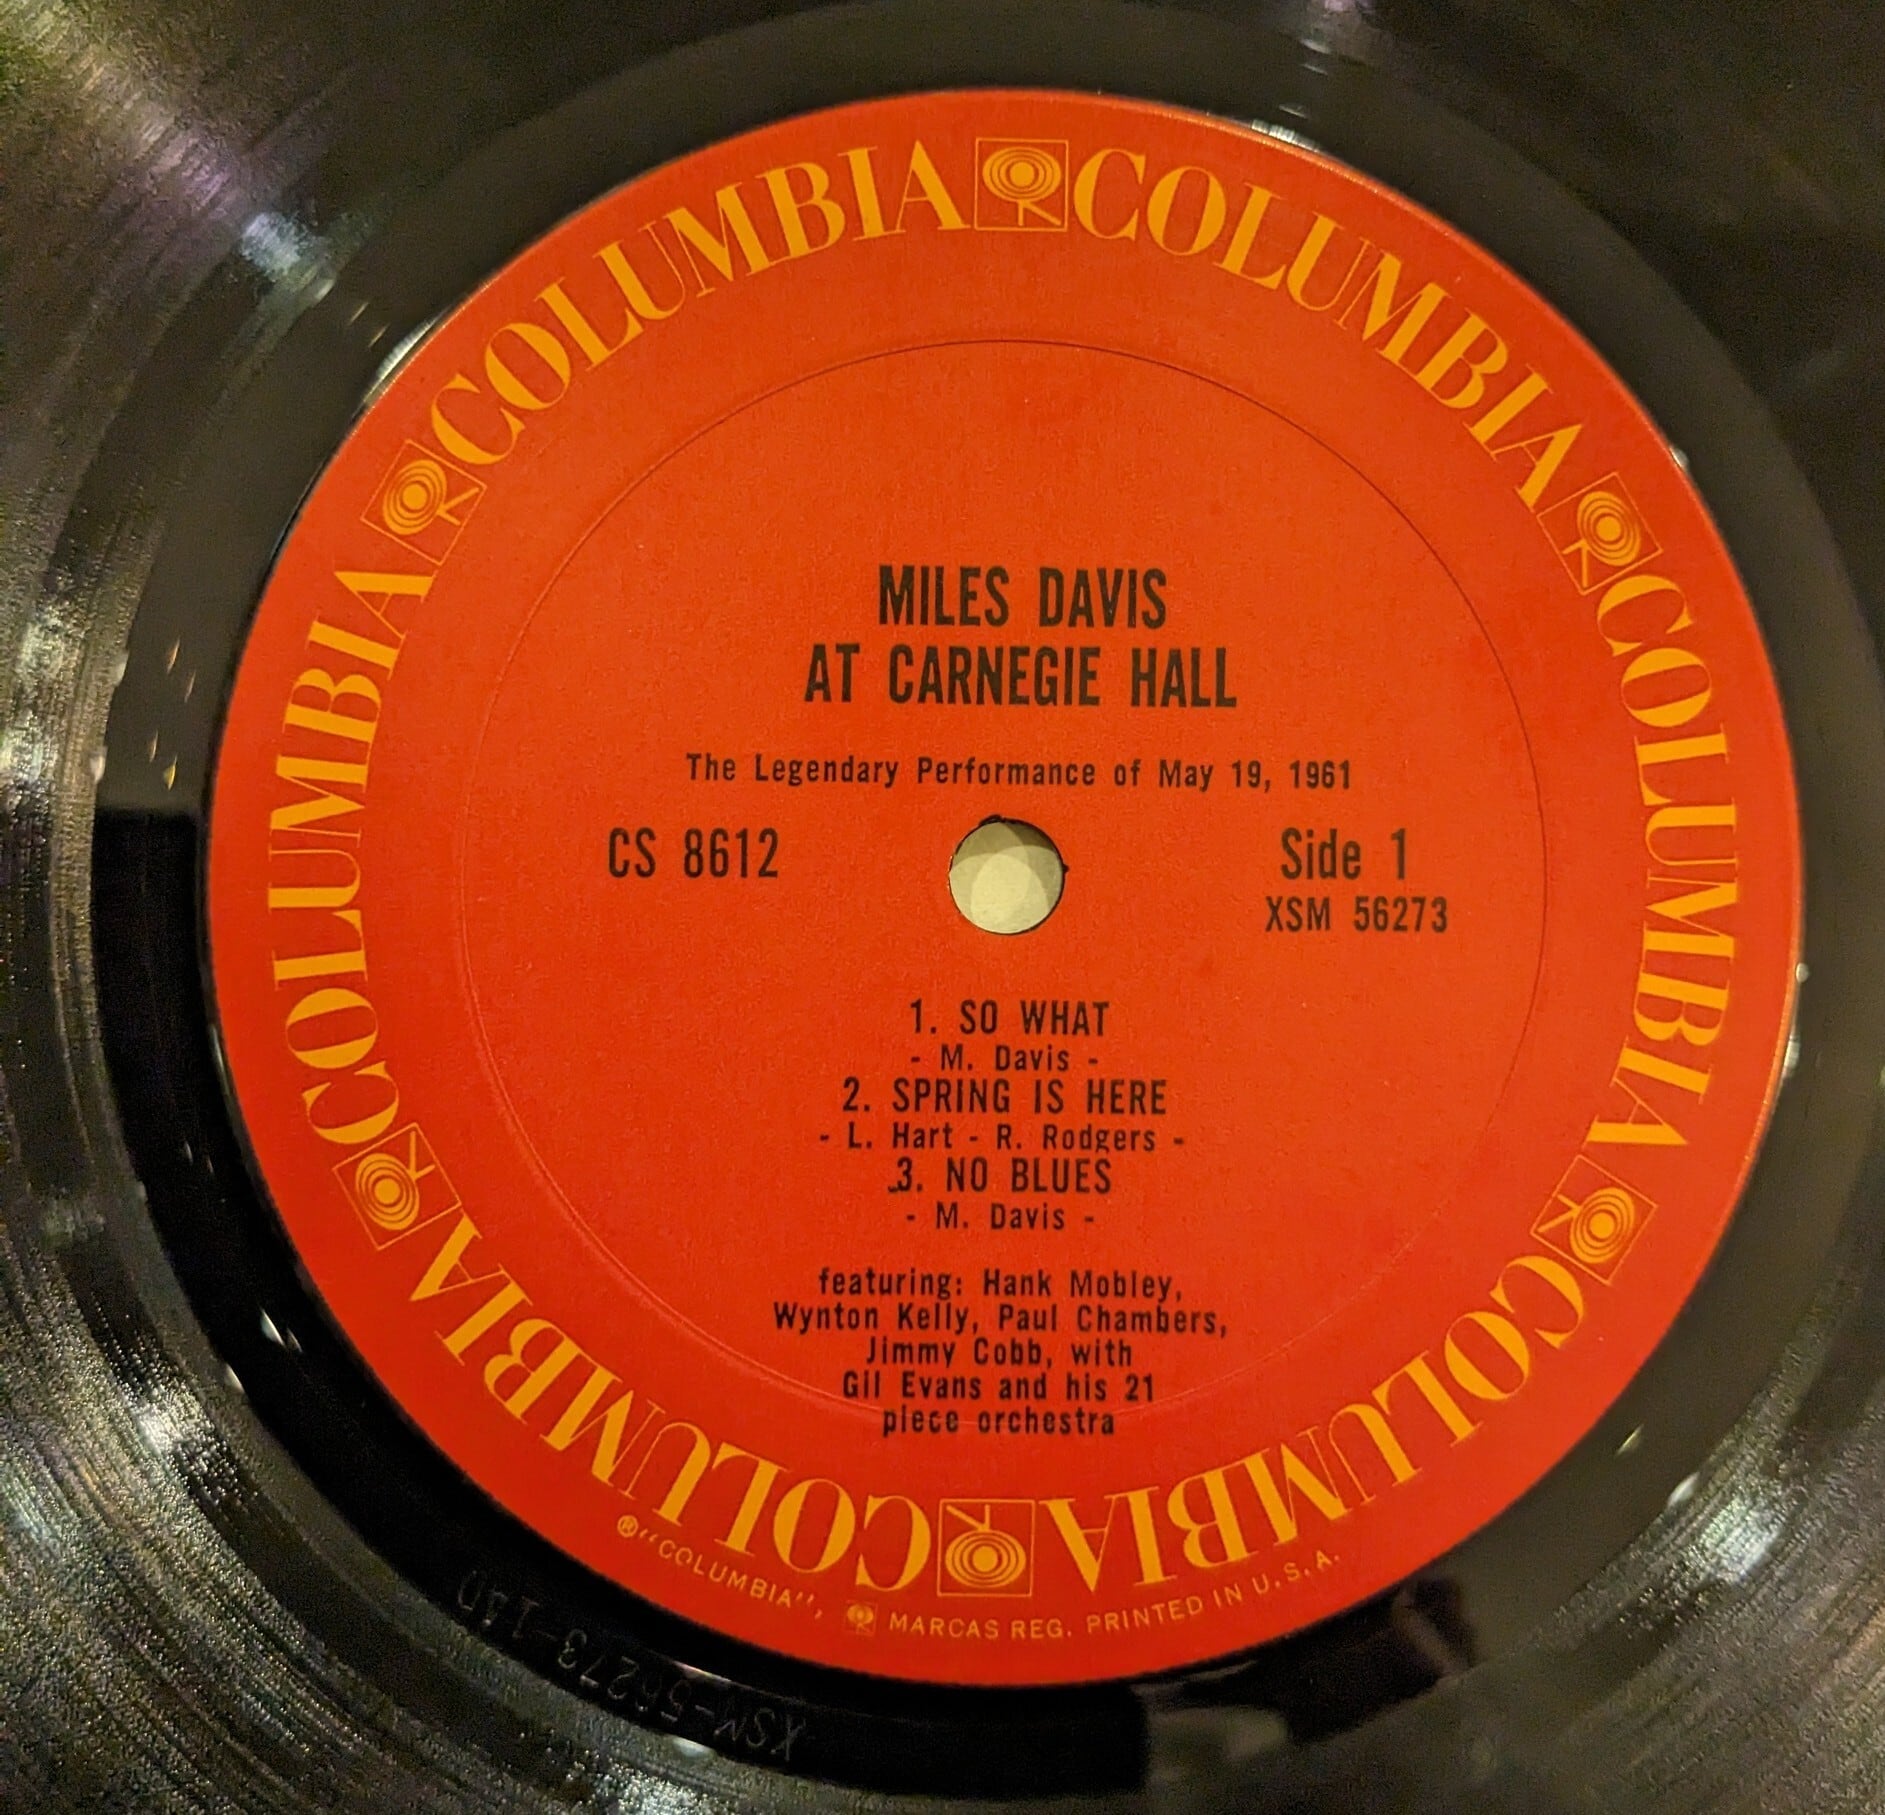 COLUMBIA COLUMBIA COLUMBIA COLUMBIA COLUMBIA COLUMBIA
MILES DAVIS
AT CARNEGIE HALL
The Legendary Performance of May 19, 1961
CS 8612
Side 1
XSM 56273
1. SO WHAT
- M. Davis -
2. SPRING IS HERE
- L. Hart - R. Rodgers -
3. NO BLUES
- M. Davis -
featuring: Hank Mobley,
Wynton Kelly, Paul Chambers,
Jimmy Cobb, with
Gil Evans and his 21
piece orchestra
®"COLUMBIA", MARCAS REG. PRINTED IN U.S.A.
XSM-56273-1AD